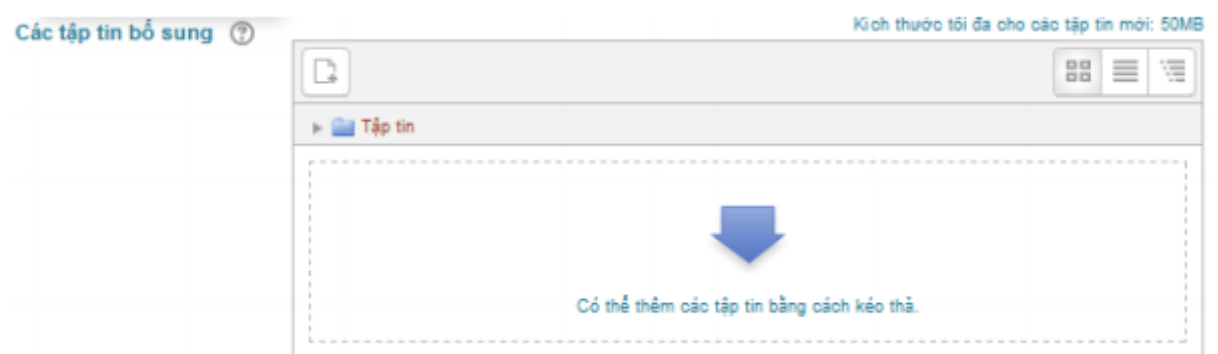 Kích thước tối đa cho các tập tin mới: 50MB
Các tập tin bổ sung
Tập tin
Có thể thêm các tập tin bằng cách kéo thả.